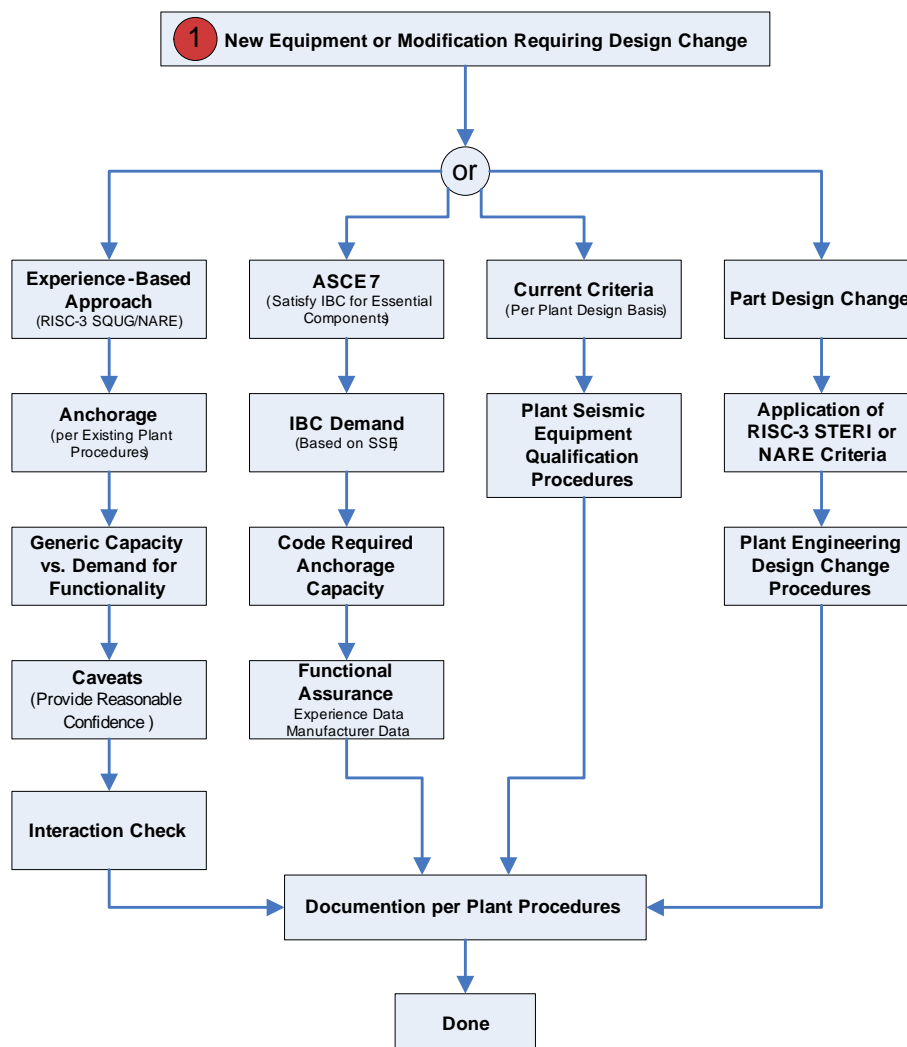 1 New Equipment or Modification Requiring Design Change
or
Experience-Based
Approach
(RISC-3 SQUG/NARE)
Anchorage
(per Existing Plant
Procedures)
Generic Capacity
vs. Demand for
Functionality
Caveats
(Provide Reasonable
Confidence )
Interaction Check
ASCE 7
(Satisfy IBC for Essential
Components)
IBC Demand
(Based on SSE)
Code Required
Anchorage
Capacity
Functional
Assurance
Experience Data
Manufacturer Data
Current Criteria
(Per Plant Design Basis)
Plant Seismic
Equipment
Qualification
Procedures
Part Design Change
Application of
RISC-3 STERI or
NARE Criteria
Plant Engineering
Design Change
Procedures
Documention per Plant Procedures
Done